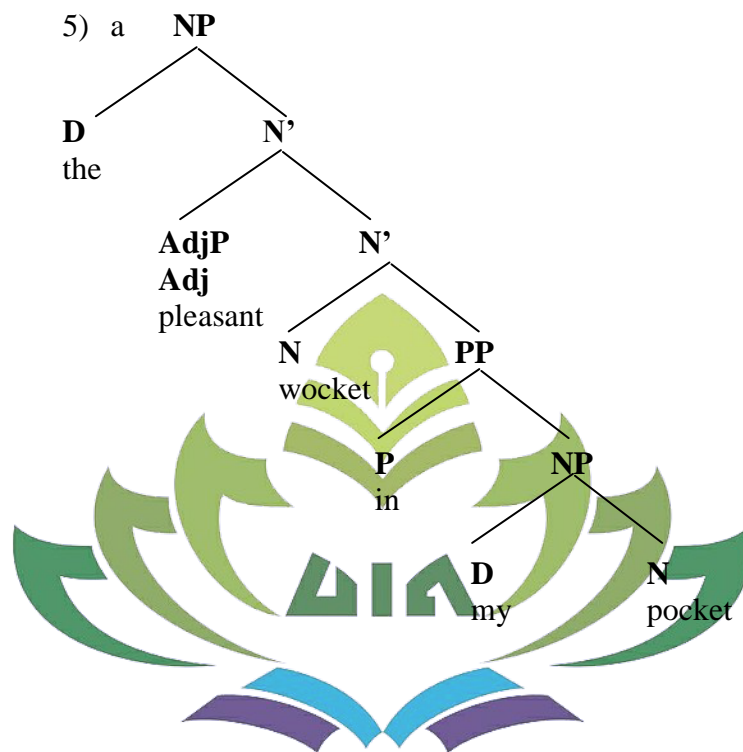 5) a NP
D N’
the
AdjP N’
Adj
pleasant
N PP
wocket
P NP
in
D N
my pocket